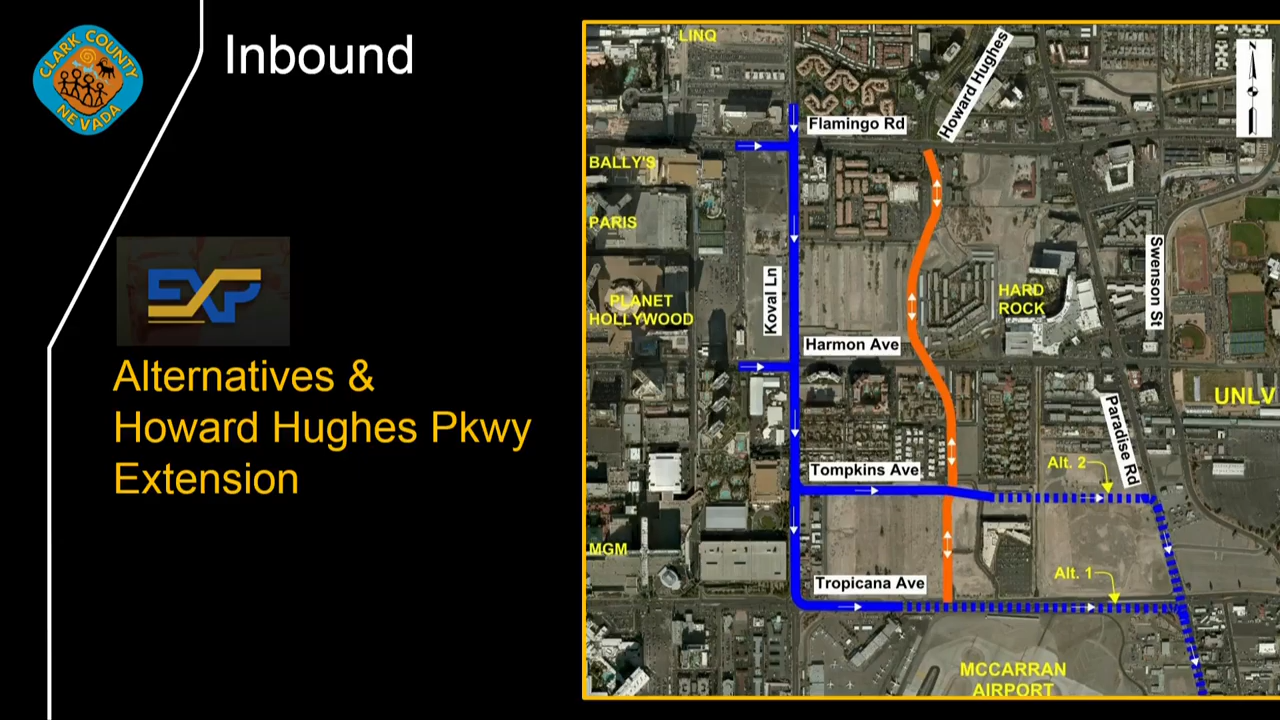 CLARK COUNTY
NEVADA
Inbound
EXP
Alternatives &
Howard Hughes Pkwy
Extension
LINQ
Howard Hughes
N
Flamingo Rd
BALLY'S
PARIS
Koval Ln
Swenson St
PLANET
HOLLYWOOD
HARD
ROCK
Harmon Ave
UNLV
Paradise Rd
Tompkins Ave
Alt. 2
MGM
Tropicana Ave
Alt. 1
MCCARRAN
AIRPORT